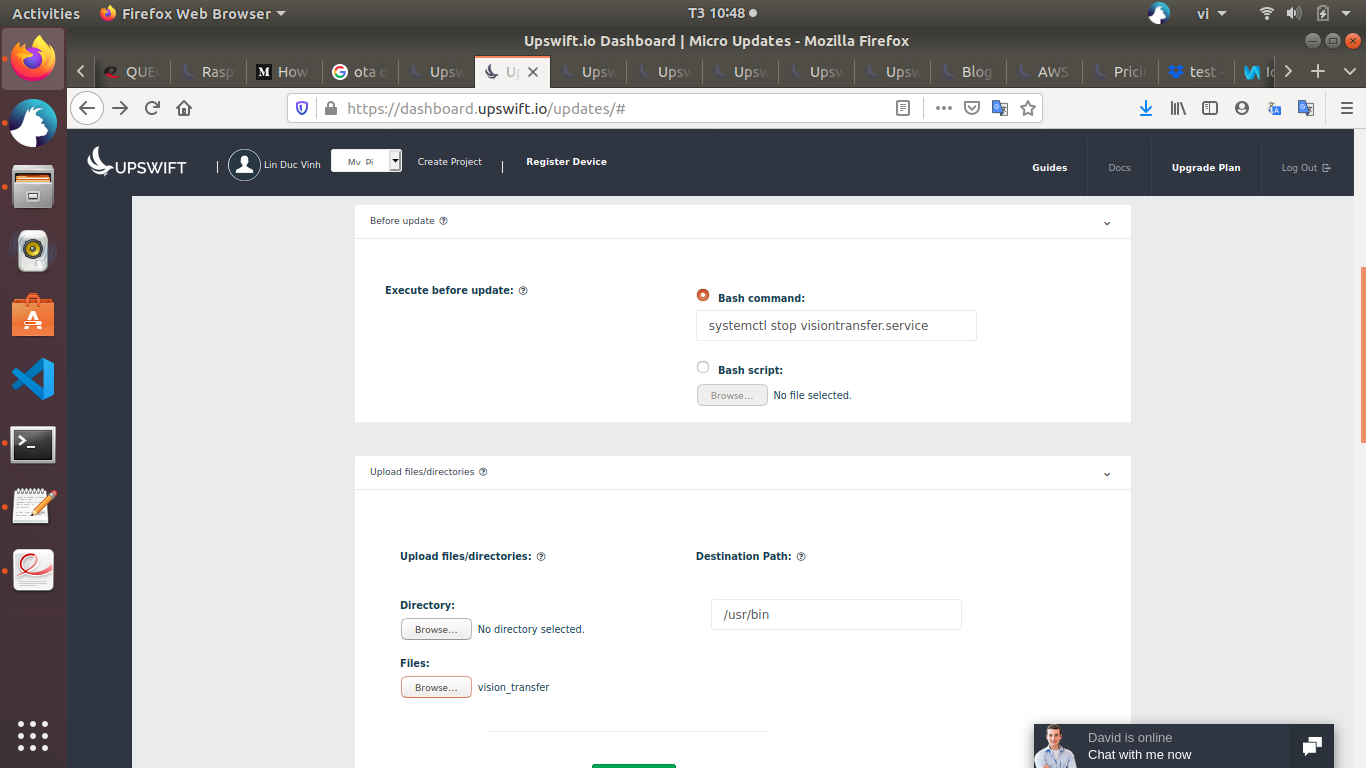 Activities Firefox Web Browser T3 10:48 vi
Upswift.io Dashboard | Micro Updates - Mozilla Firefox
QUE Rasp How ota o Upsw Up Upsw Upsw Upsw Upsw Upsw Blog AWS Pricin test -
https://dashboard.upswift.io/updates/#
UPSWIFT | Lin Duc Vinh My Pi Create Project | Register Device Guides Docs Upgrade Plan Log Out
Before update
Execute before update:
Bash command:
systemctl stop visiontransfer.service
Bash script:
Browse... No file selected.
Upload files/directories
Upload files/directories: Destination Path:
Directory:
/usr/bin
Browse... No directory selected.
Files:
Browse... vision_transfer
David is online
Chat with me now